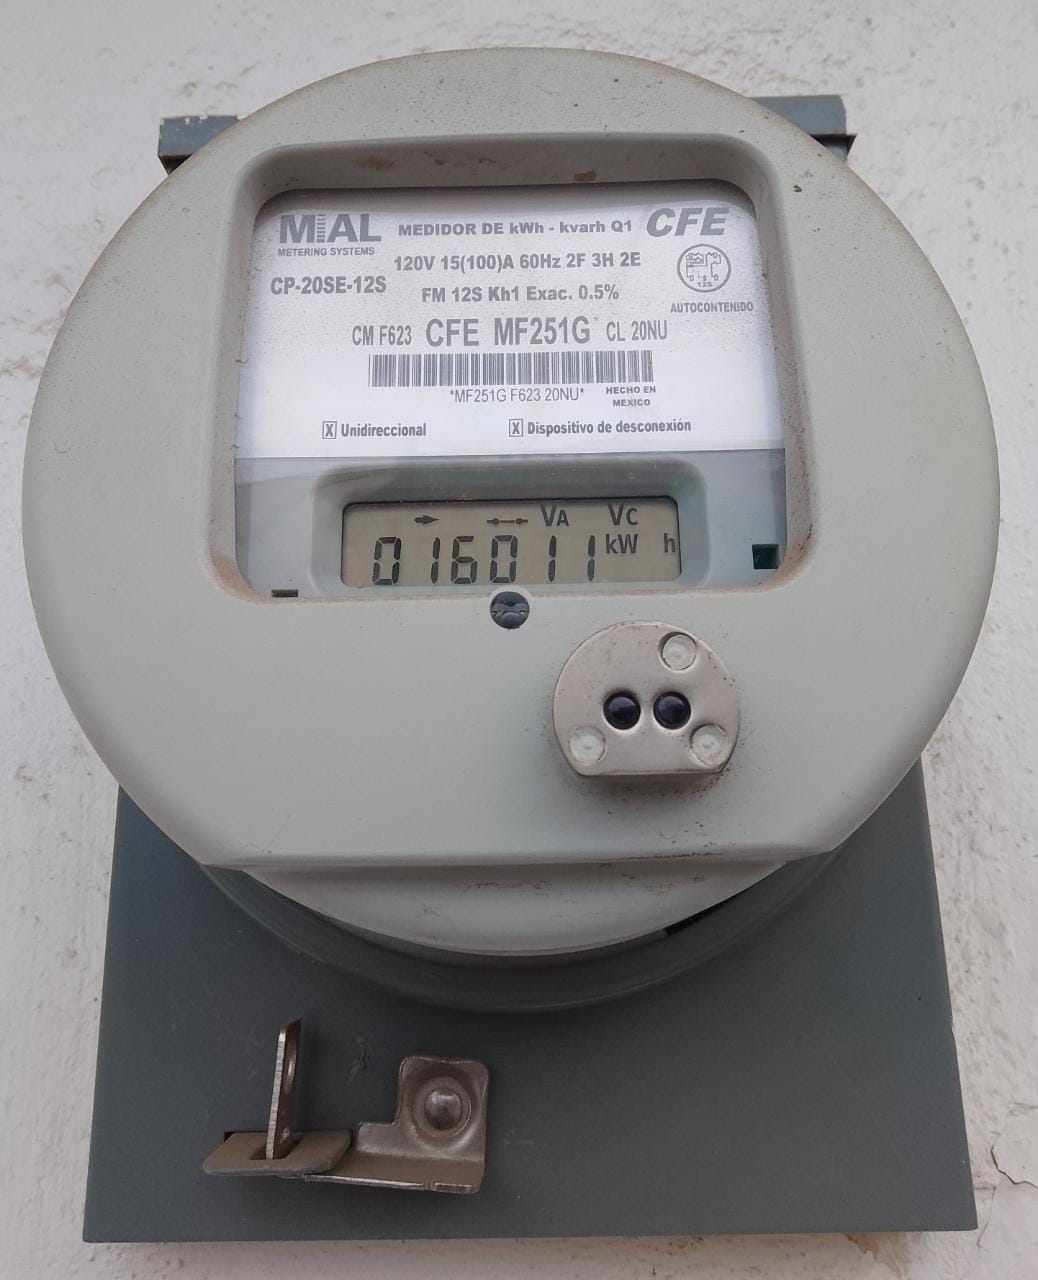 MIAL
METERING SYSTEMS
MEDIDOR DE kWh - kvarh Q1
CFE
CP-20SE-12S
120V 15(100)A 60Hz 2F 3H 2E
FM 12S Kh1 Exac. 0.5%
12S
AUTOCONTENIDO
CM F623 CFE MF251G CL 20NU
*MF251G F623 20NU*
HECHO EN
MEXICO
X Unidireccional
X Dispositivo de desconexión
VA VC
016011 kW h